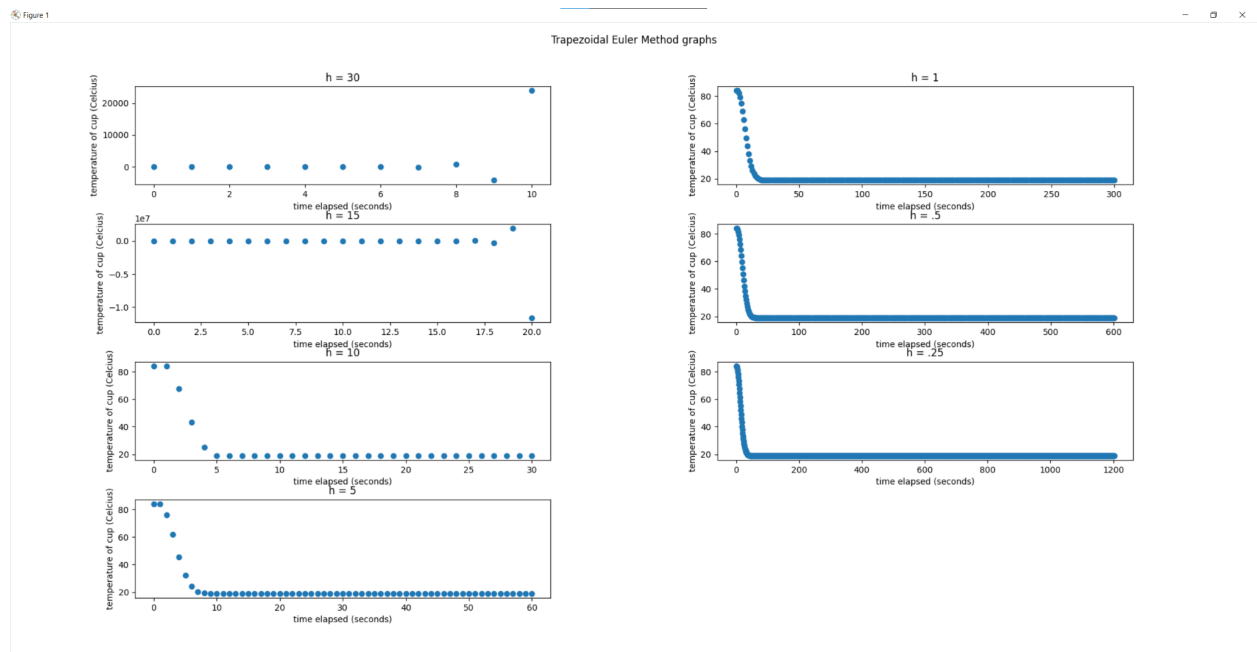 Figure 1
Trapezoidal Euler Method graphs
h = 30
temperature of cup (Celcius)
20000
10000
0
0 2 4 6 8 10
time elapsed (seconds)
h = 15
1e7
temperature of cup (Celcius)
0.0
−0.5
−1.0
0.0 2.5 5.0 7.5 10.0 12.5 15.0 17.5 20.0
time elapsed (seconds)
h = 10
temperature of cup (Celcius)
80
60
40
20
0 5 10 15 20 25 30
time elapsed (seconds)
h = 5
temperature of cup (Celcius)
80
60
40
20
0 10 20 30 40 50 60
time elapsed (seconds)
h = 1
temperature of cup (Celcius)
80
60
40
20
0 50 100 150 200 250 300
time elapsed (seconds)
h = .5
temperature of cup (Celcius)
80
60
40
20
0 100 200 300 400 500 600
time elapsed (seconds)
h = .25
temperature of cup (Celcius)
80
60
40
20
0 200 400 600 800 1000 1200
time elapsed (seconds)